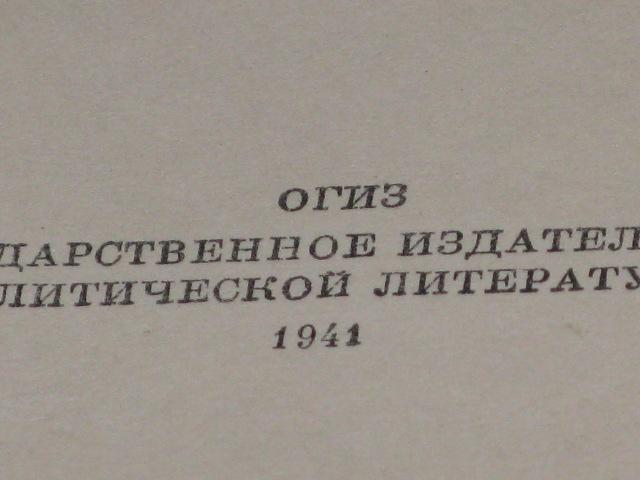 ОГИЗ
ДАРСТВЕННОЕ ИЗДАТЕЛ
ЛИТИЧЕСКОЙ ЛИТЕРАТУ
1941